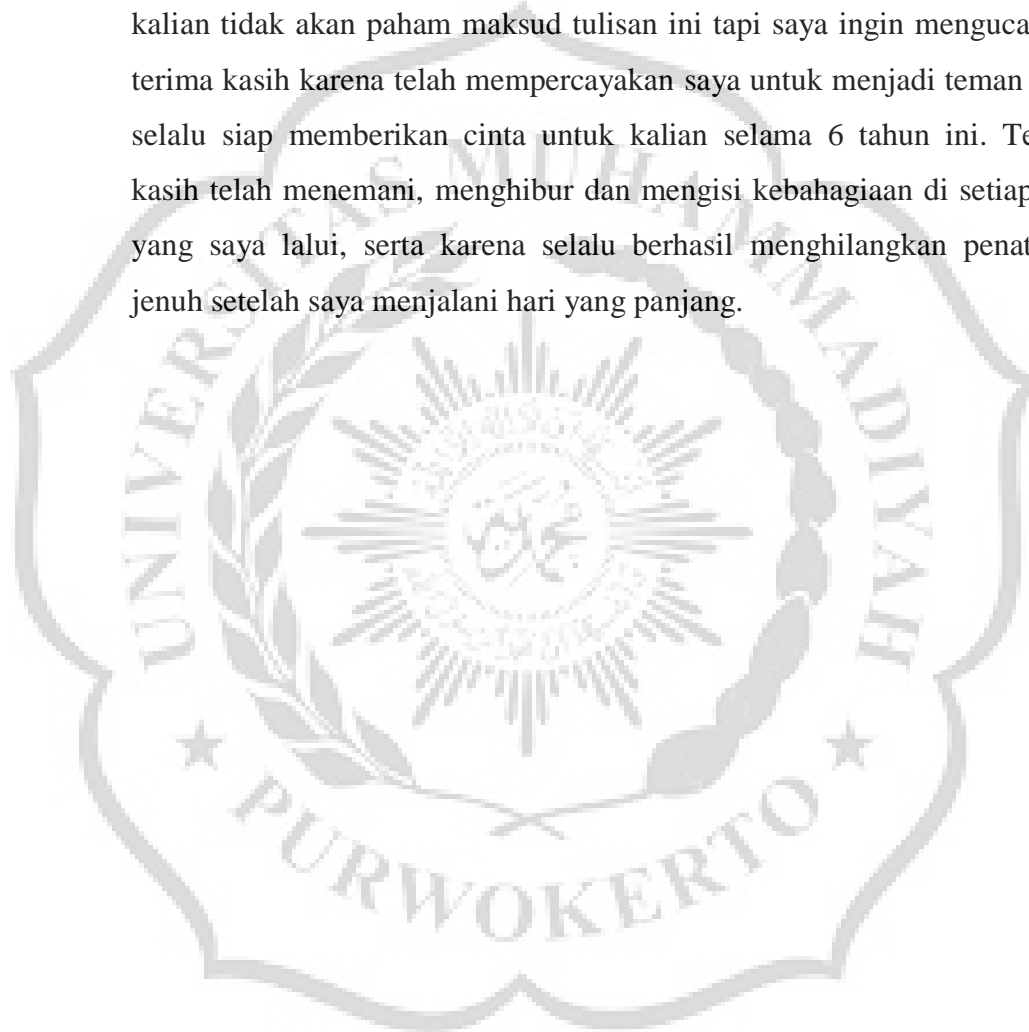 kalian tidak akan paham maksud tulisan ini tapi saya ingin menguca
terima kasih karena telah mempercayakan saya untuk menjadi teman
selalu siap memberikan cinta untuk kalian selama 6 tahun ini. Te
kasih telah menemani, menghibur dan mengisi kebahagiaan di setiap
yang saya lalui, serta karena selalu berhasil menghilangkan penat
jenuh setelah saya menjalani hari yang panjang.
UNIVERSITAS MUHAMMADIYAH
PURWOKERTO